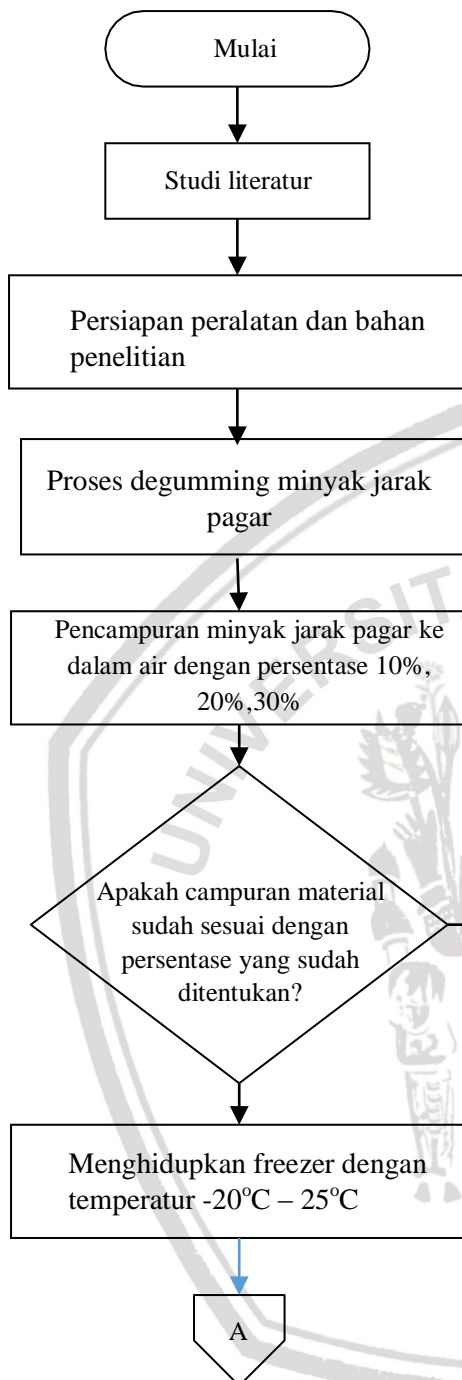 Mulai
Studi literatur
Persiapan peralatan dan bahan
penelitian
Proses degumming minyak jarak
pagar
Pencampuran minyak jarak pagar ke
dalam air dengan persentase 10%,
20%,30%
UNIVERSIT
Apakah campuran material
sudah sesuai dengan
persentase yang sudah
ditentukan?
Menghidupkan freezer dengan
temperatur -20°C – 25°C
A